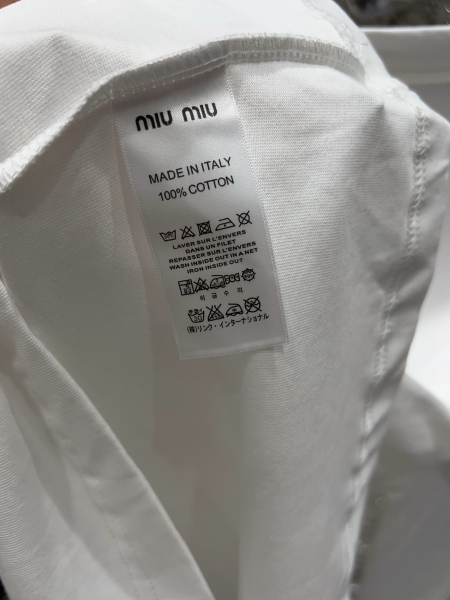 MIU MIU
MADE IN ITALY
100% COTTON
LAVER SUR L'ENVERS
DANS UN FILET
REPASSER SUR L'ENVERS
WASH INSIDE OUT IN A NET
IRON INSIDE OUT
(株)リンク・インターナショナル